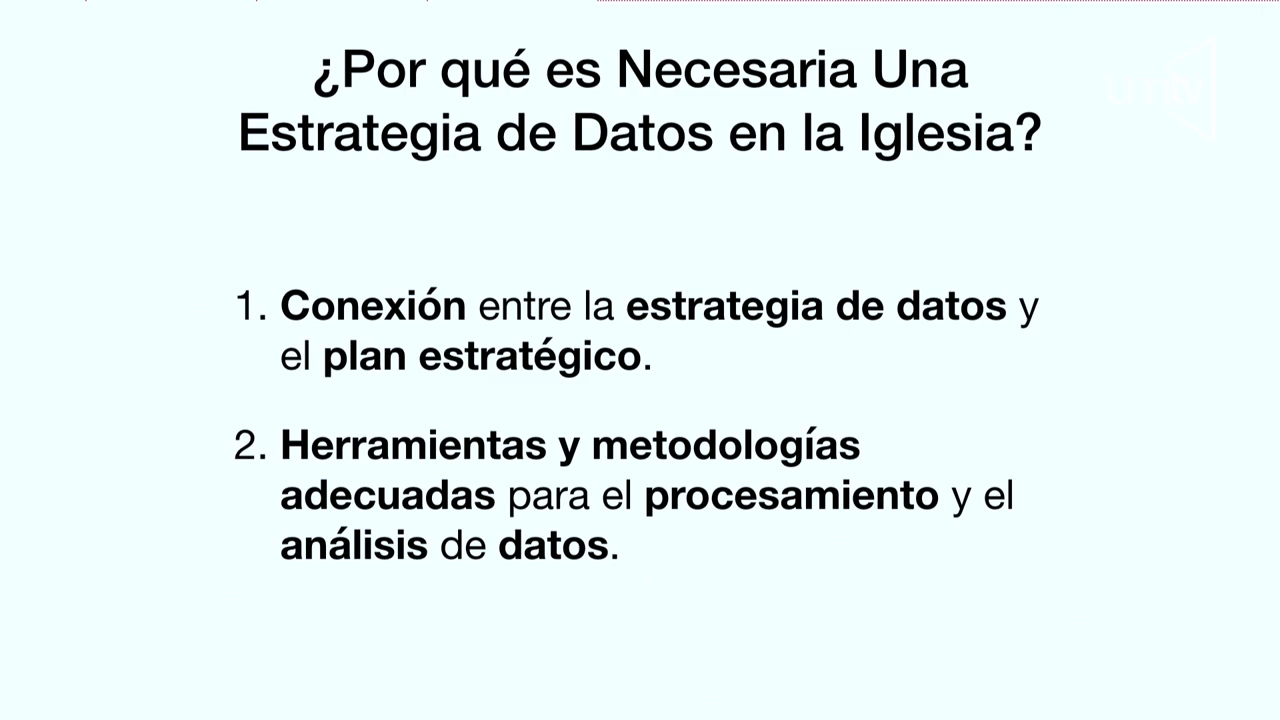 ¿Por qué es Necesaria Una
Estrategia de Datos en la Iglesia?
1. Conexión entre la estrategia de datos y
el plan estratégico.
2. Herramientas y metodologías
adecuadas para el procesamiento y el
análisis de datos.